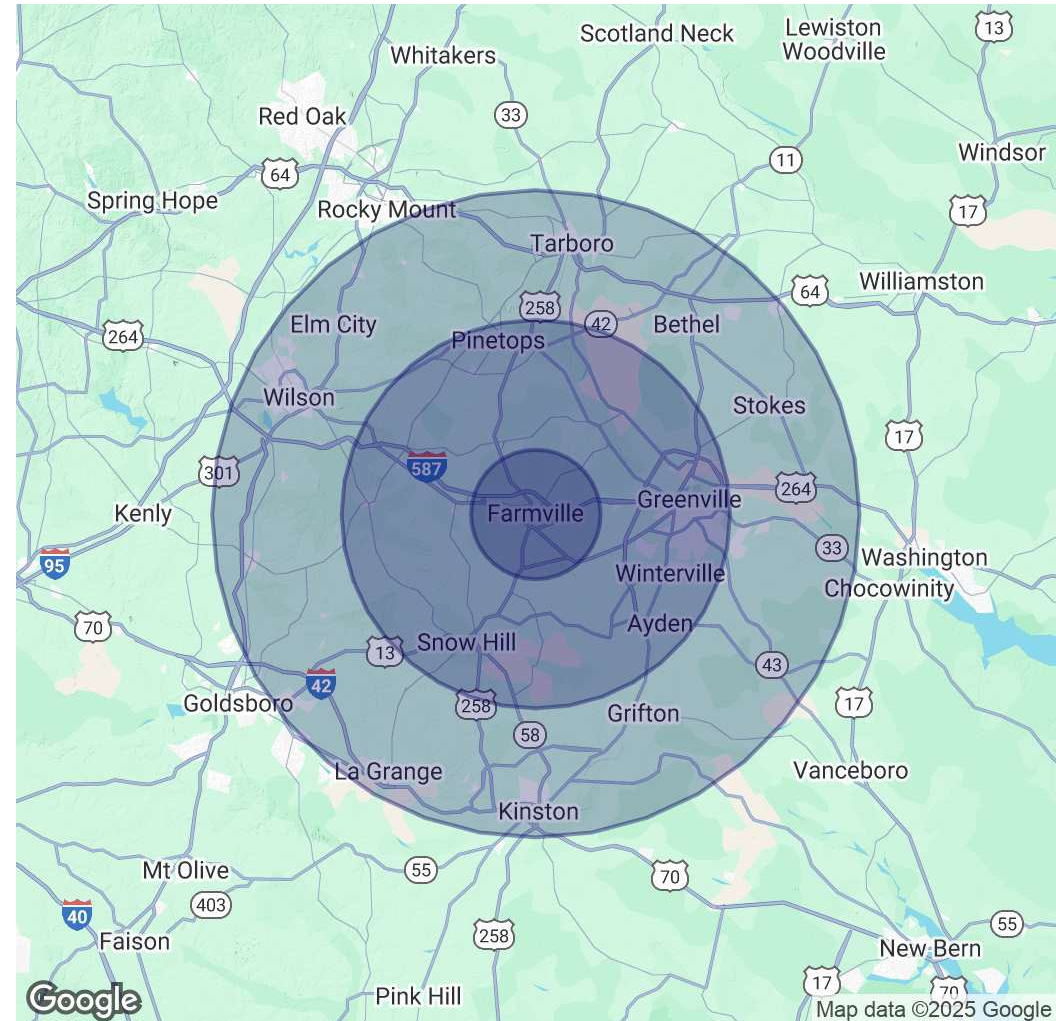 Scotland Neck
Lewiston
Woodville
13
Whitakers
Red Oak
33
11
Windsor
64
Spring Hope
Rocky Mount
17
Tarboro
Williamston
64
258
42
Elm City
Bethel
264
Pinetops
Wilson
Stokes
17
301
587
264
Greenville
Kenly
Farmville
33
95
Washington
Winterville
Chocowinity
70
Ayden
13
Snow Hill
43
42
Goldsboro
258
17
Grifton
58
La Grange
Vanceboro
Kinston
Mt Olive
55
70
403
40
Faison
258
55
New Bern
17
70
Pink Hill
Google
Map data ©2025 Google